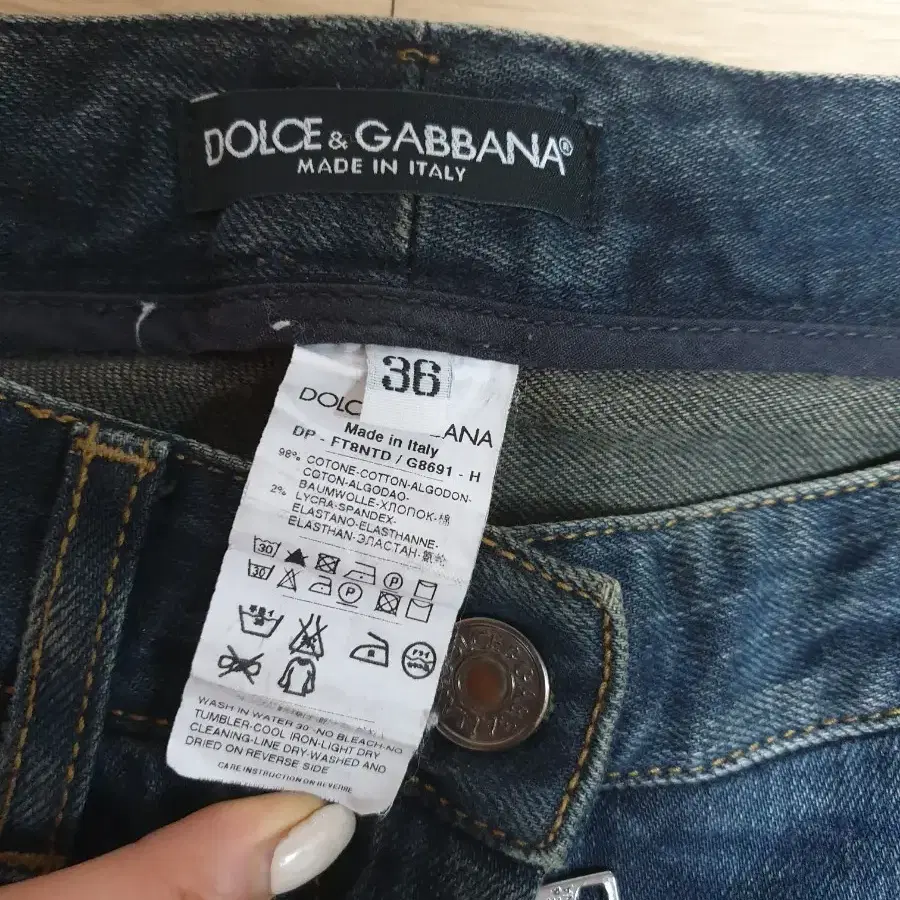 DOLCE & GABBANA®
MADE IN ITALY
36
DOLC ANA
Made in Italy
DP - FT8NTD / G8691 - H
98% COTONE-COTTON-ALGODON-
COTON-ALGODAO-
BAUMWOLLE-ХЛОПОК-棉
2% LYCRA-SPANDEX-
ELASTANO-ELASTHANNE-
ELASTHAN-ЭЛАСТАН-氨纶
30 P
30 P
WASH IN WATER 30°-NO BLEACH-NO
TUMBLER-COOL IRON-LIGHT DRY
CLEANING-LINE DRY-WASHED AND
DRIED ON REVERSE SIDE
CARE INSTRUCTION ON REVERSE